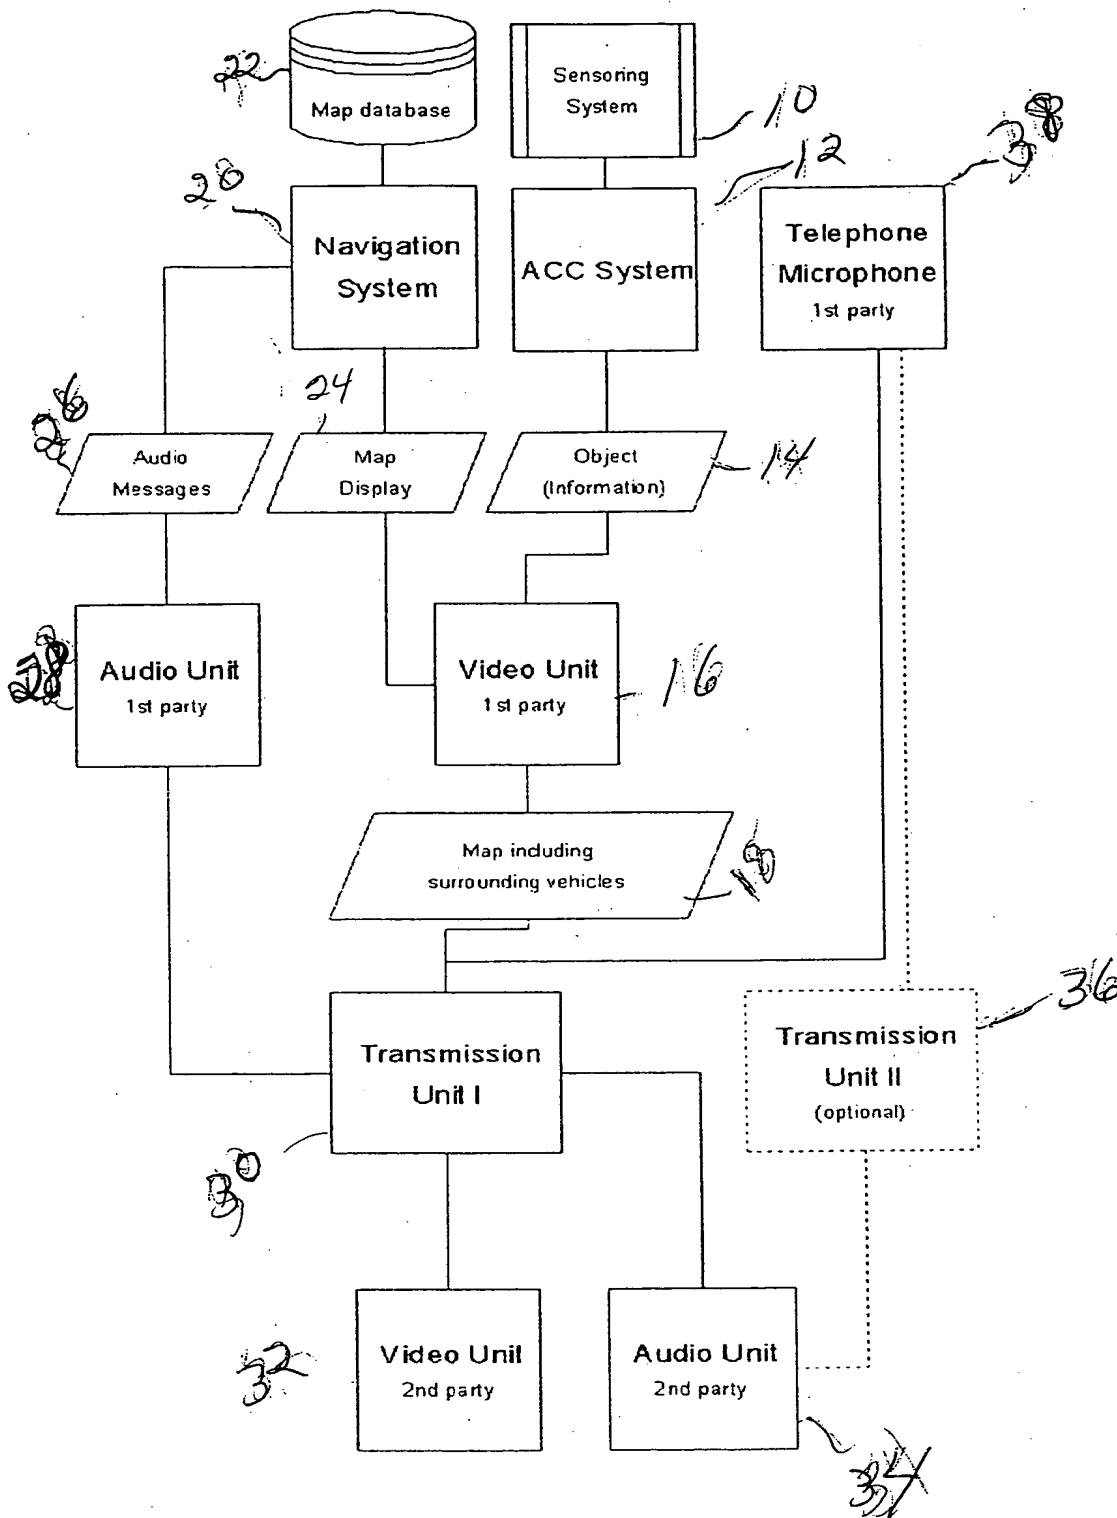 22
Map database
Sensoring
System
10
12
38
20
Navigation
System
ACC System
Telephone
Microphone
1st party
26
Audio
Messages
24
Map
Display
Object
(Information)
14
28
Audio Unit
1st party
Video Unit
1st party
16
Map including
surrounding vehicles
18
Transmission
Unit I
30
Transmission
Unit II
(optional)
36
32
Video Unit
2nd party
Audio Unit
2nd party
34